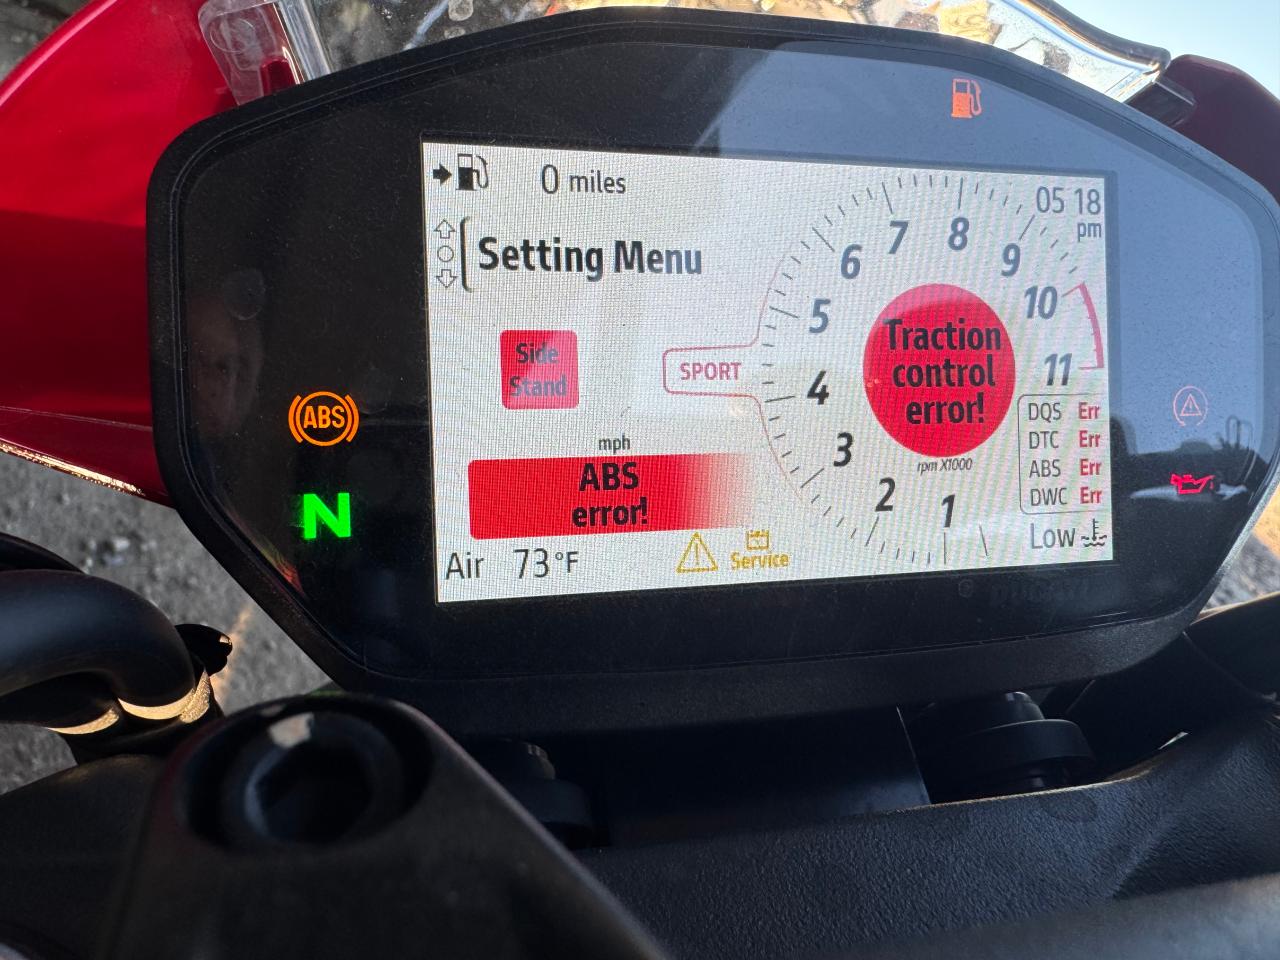 0 miles
05 18
pm
Setting Menu
Side
Stand
SPORT
mph
ABS
error!
Air 73°F
Service
1
2
3
4
5
6
7
8
9
10
11
Traction
control
error!
rpm X1000
DQS Err
DTC Err
ABS Err
DWC Err
Low
ABS
N